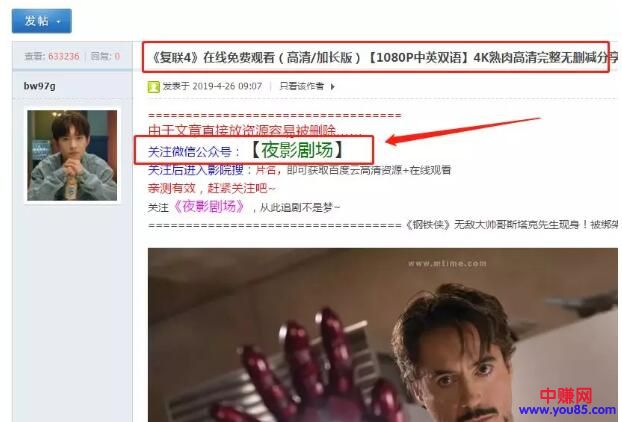 发帖
查看: 633236 | 回复: 0
《复联4》在线免费观看（高清/加长版）【1080P中英双语】4K熟肉高清完整无删减分享
bw97g
发表于 2019-4-26 09:07 | 只看该作者
==================================
由于文章直接放资源容易被删除......
关注微信公众号：【夜影剧场】
关注后进入影院搜：片名，即可获取百度云高清资源+在线观看
亲测有效，赶紧关注吧~
关注《夜影剧场》，从此追剧不是梦~
==================================《钢铁侠》无敌大帅哥斯塔克先生现身！被绑架
www.mtime.com
中赚网
www.you85.com